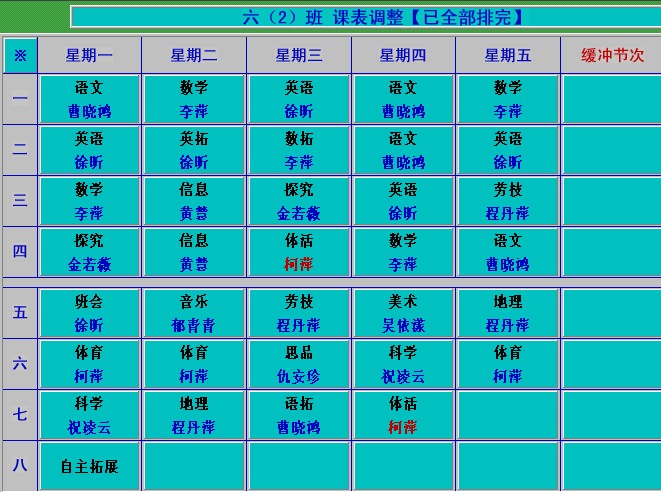 六（2）班 课表调整【已全部排完】
※ 星期一 星期二 星期三 星期四 星期五 缓冲节次
一 语文 数学 英语 语文 数学
曹晓鸿 李萍 徐昕 曹晓鸿 李萍
二 英语 英拓 数拓 语文 英语
徐昕 徐昕 李萍 曹晓鸿 徐昕
三 数学 信息 探究 英语 劳技
李萍 黄慧 金若薇 徐昕 程丹萍
四 探究 信息 体活 数学 语文
金若薇 黄慧 柯萍 李萍 曹晓鸿
五 班会 音乐 劳技 美术 地理
徐昕 郁青青 程丹萍 吴依漾 程丹萍
六 体育 体育 思品 科学 体育
柯萍 柯萍 仇安珍 祝凌云 柯萍
七 科学 地理 语拓 体活
祝凌云 程丹萍 曹晓鸿 柯萍
八 自主拓展